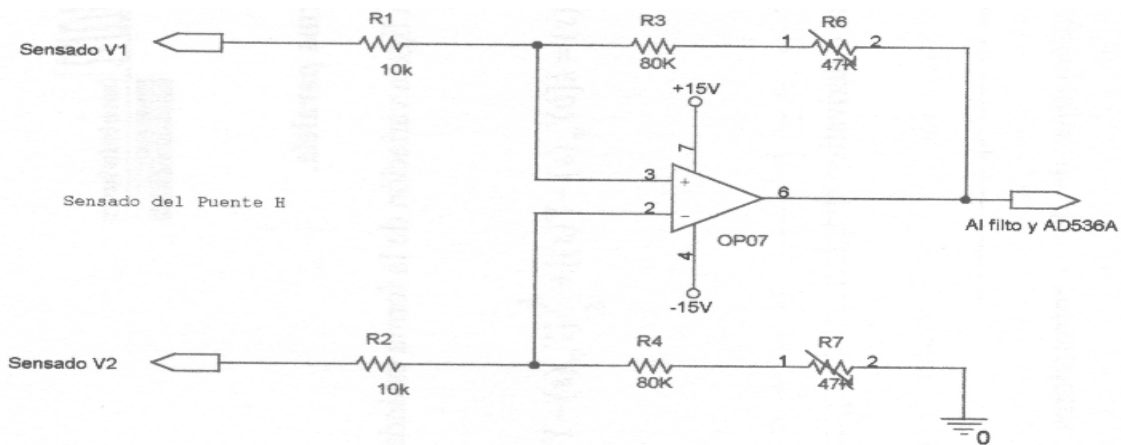 Sensado V1
R1
10k
R3
80K
1
R6
2
47K
+15V
7
3
+
2
-
6
OP07
4
-15V
Al filto y AD536A
Sensado del Puente H
Sensado V2
R2
10k
R4
80K
1
R7
2
47K
0